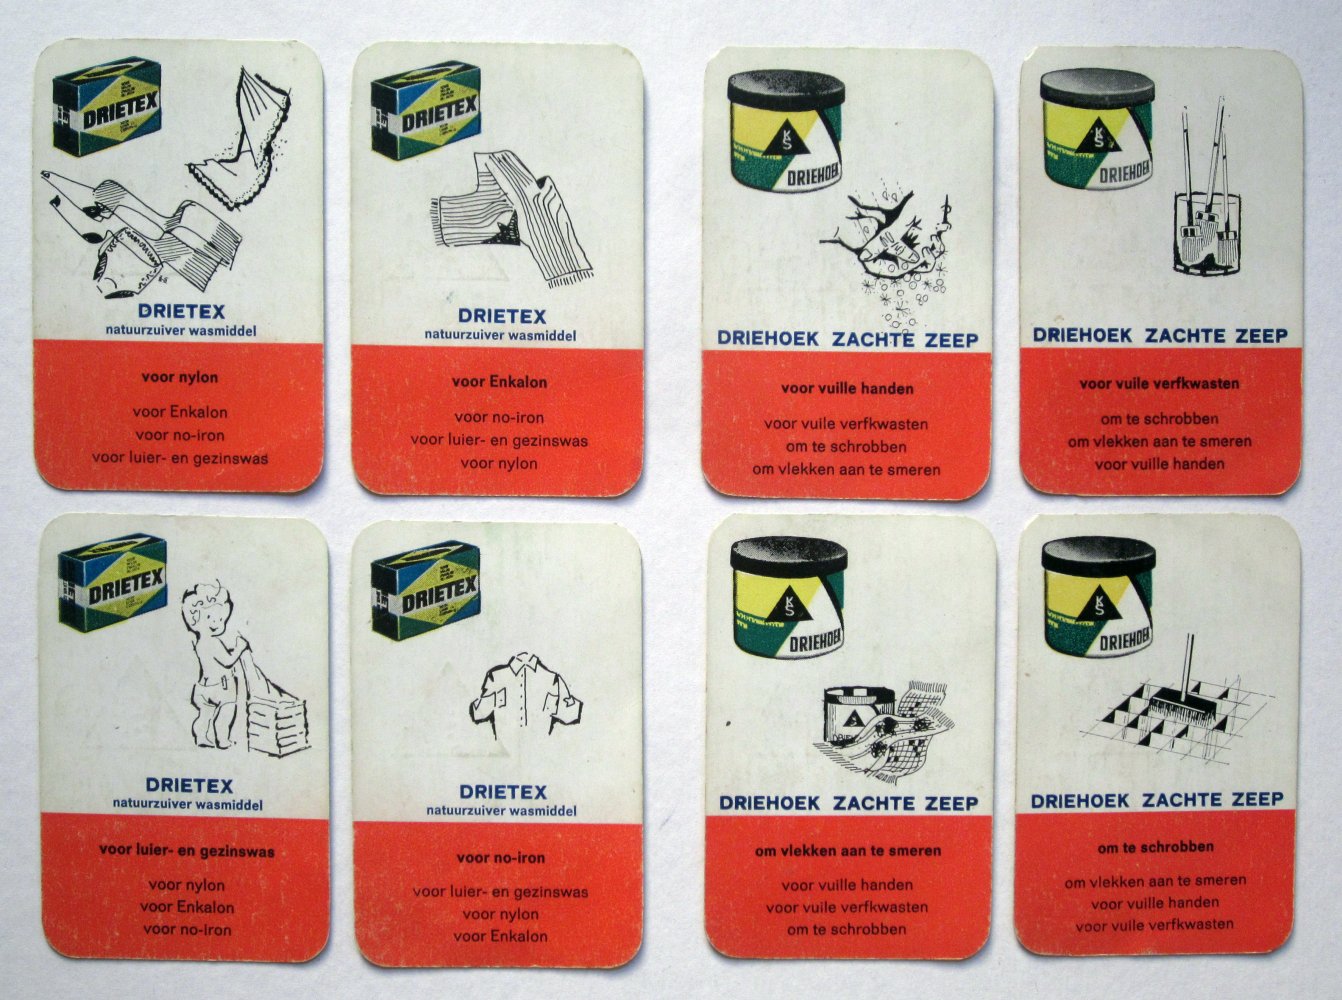 DRIETEX
DRIETEX
natuurzuiver wasmiddel
voor nylon
voor Enkalon
voor no-iron
voor luier- en gezinswas
DRIETEX
DRIETEX
natuurzuiver wasmiddel
voor Enkalon
voor no-iron
voor luier- en gezinswas
voor nylon
KS
DRIEHOEK
DRIEHOEK ZACHTE ZEEP
voor vuille handen
voor vuile verfkwasten
om te schrobben
om vlekken aan te smeren
KS
DRIEHOEK
DRIEHOEK ZACHTE ZEEP
voor vuile verfkwasten
om te schrobben
om vlekken aan te smeren
voor vuille handen
DRIETEX
DRIETEX
natuurzuiver wasmiddel
voor luier- en gezinswas
voor nylon
voor Enkalon
voor no-iron
DRIETEX
DRIETEX
natuurzuiver wasmiddel
voor no-iron
voor luier- en gezinswas
voor nylon
voor Enkalon
KS
DRIEHOEK
DRIEHOEK ZACHTE ZEEP
om vlekken aan te smeren
voor vuille handen
voor vuile verfkwasten
om te schrobben
KS
DRIEHOEK
DRIEHOEK ZACHTE ZEEP
om te schrobben
om vlekken aan te smeren
voor vuille handen
voor vuile verfkwasten